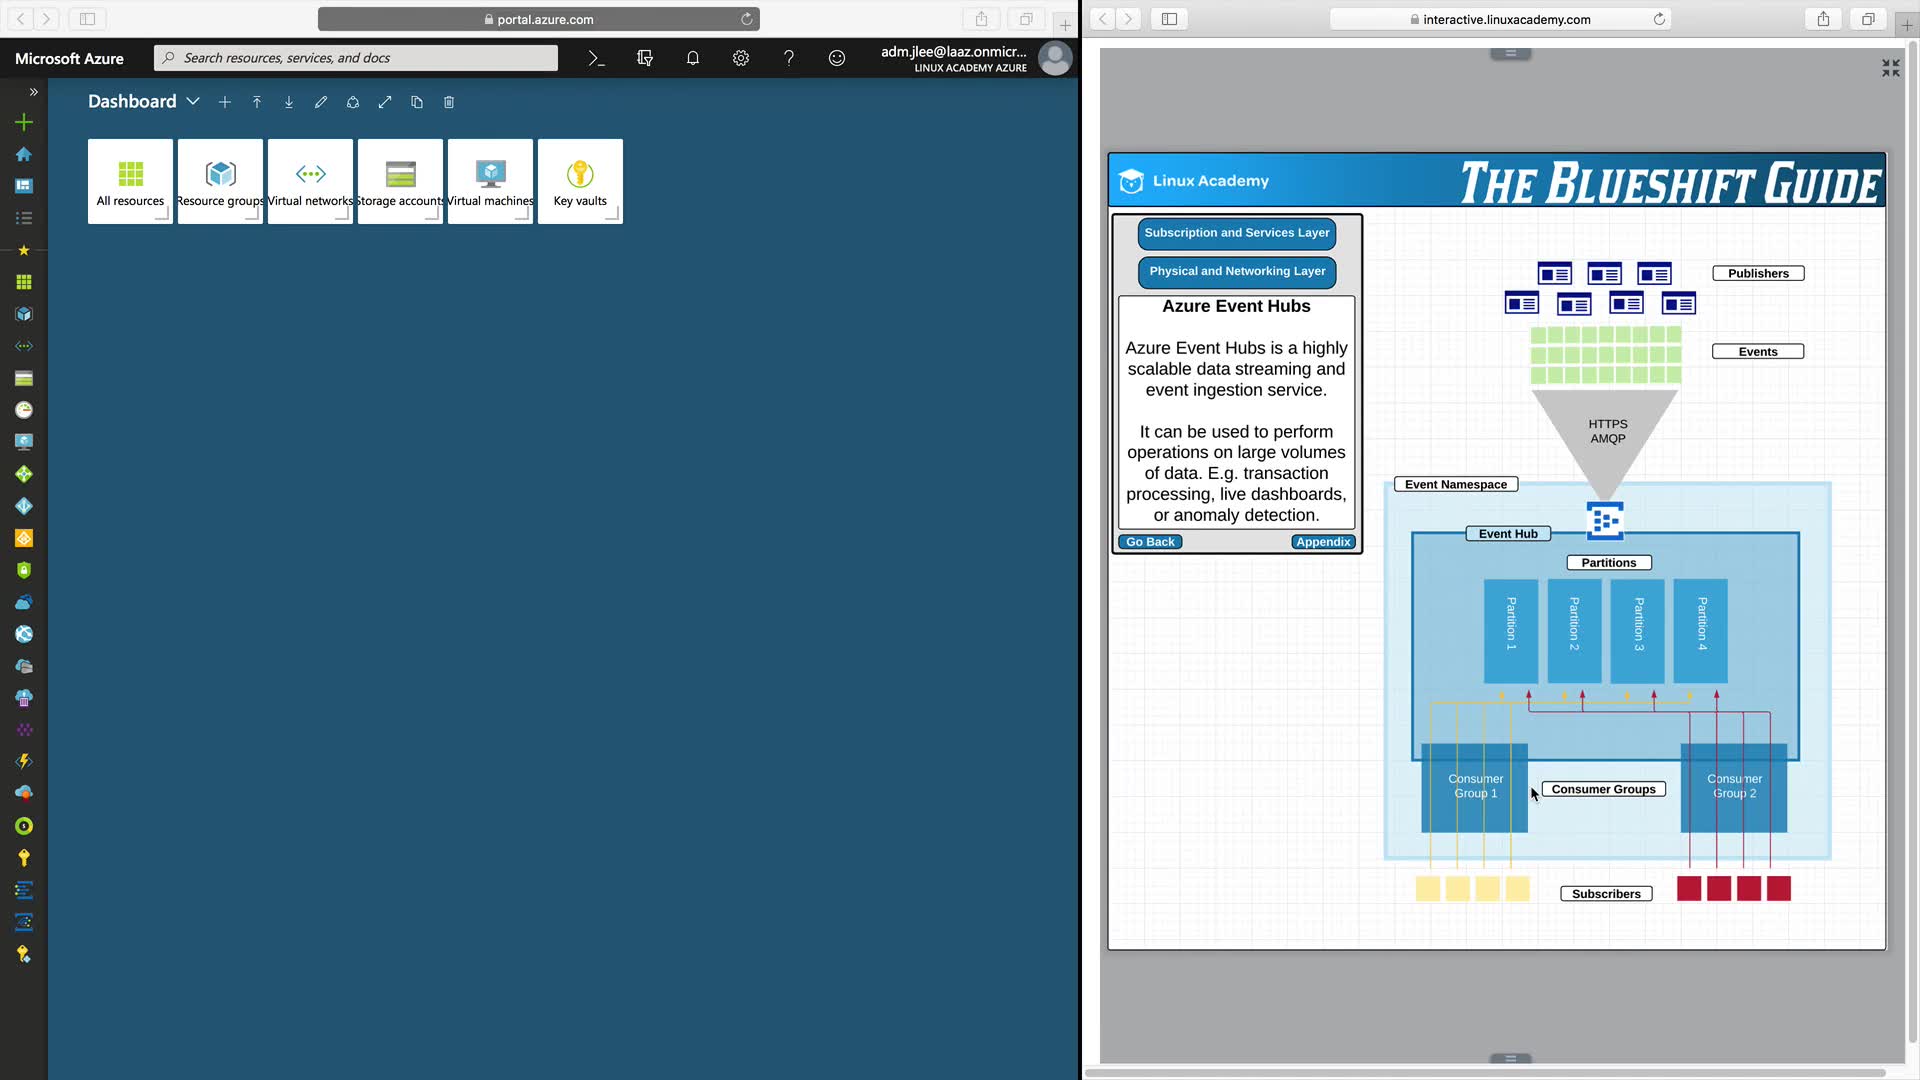 portal.azure.com
Microsoft Azure
Search resources, services, and docs
adm.jlee@laaz.onmicr...
LINUX ACADEMY AZURE
Dashboard
All resources
Resource groups
Virtual networks
Storage accounts
Virtual machines
Key vaults
interactive.linuxacademy.com
Linux Academy
THE BLUESHIFT GUIDE
Subscription and Services Layer
Physical and Networking Layer
Azure Event Hubs
Azure Event Hubs is a highly
scalable data streaming and
event ingestion service.
It can be used to perform
operations on large volumes
of data. E.g. transaction
processing, live dashboards,
or anomaly detection.
Go Back
Appendix
Publishers
Events
HTTPS
AMQP
Event Namespace
Event Hub
Partitions
Partition 1
Partition 2
Partition 3
Partition 4
Consumer
Group 1
Consumer Groups
Consumer
Group 2
Subscribers